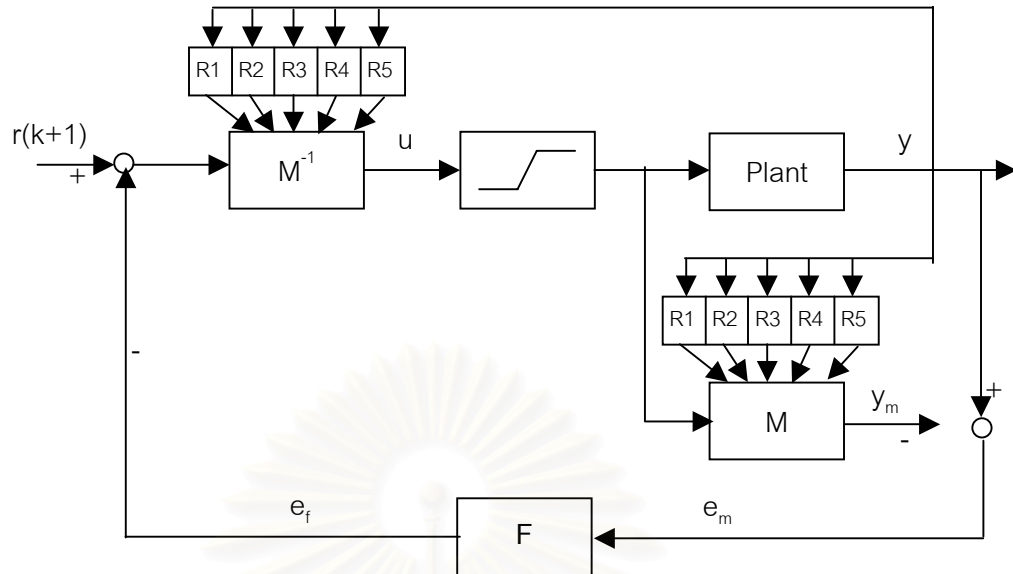 R1 R2 R3 R4 R5
r(k+1)
+
M⁻¹
u
Plant
y
-
R1 R2 R3 R4 R5
M
yₘ
+
-
F
e_f
eₘ